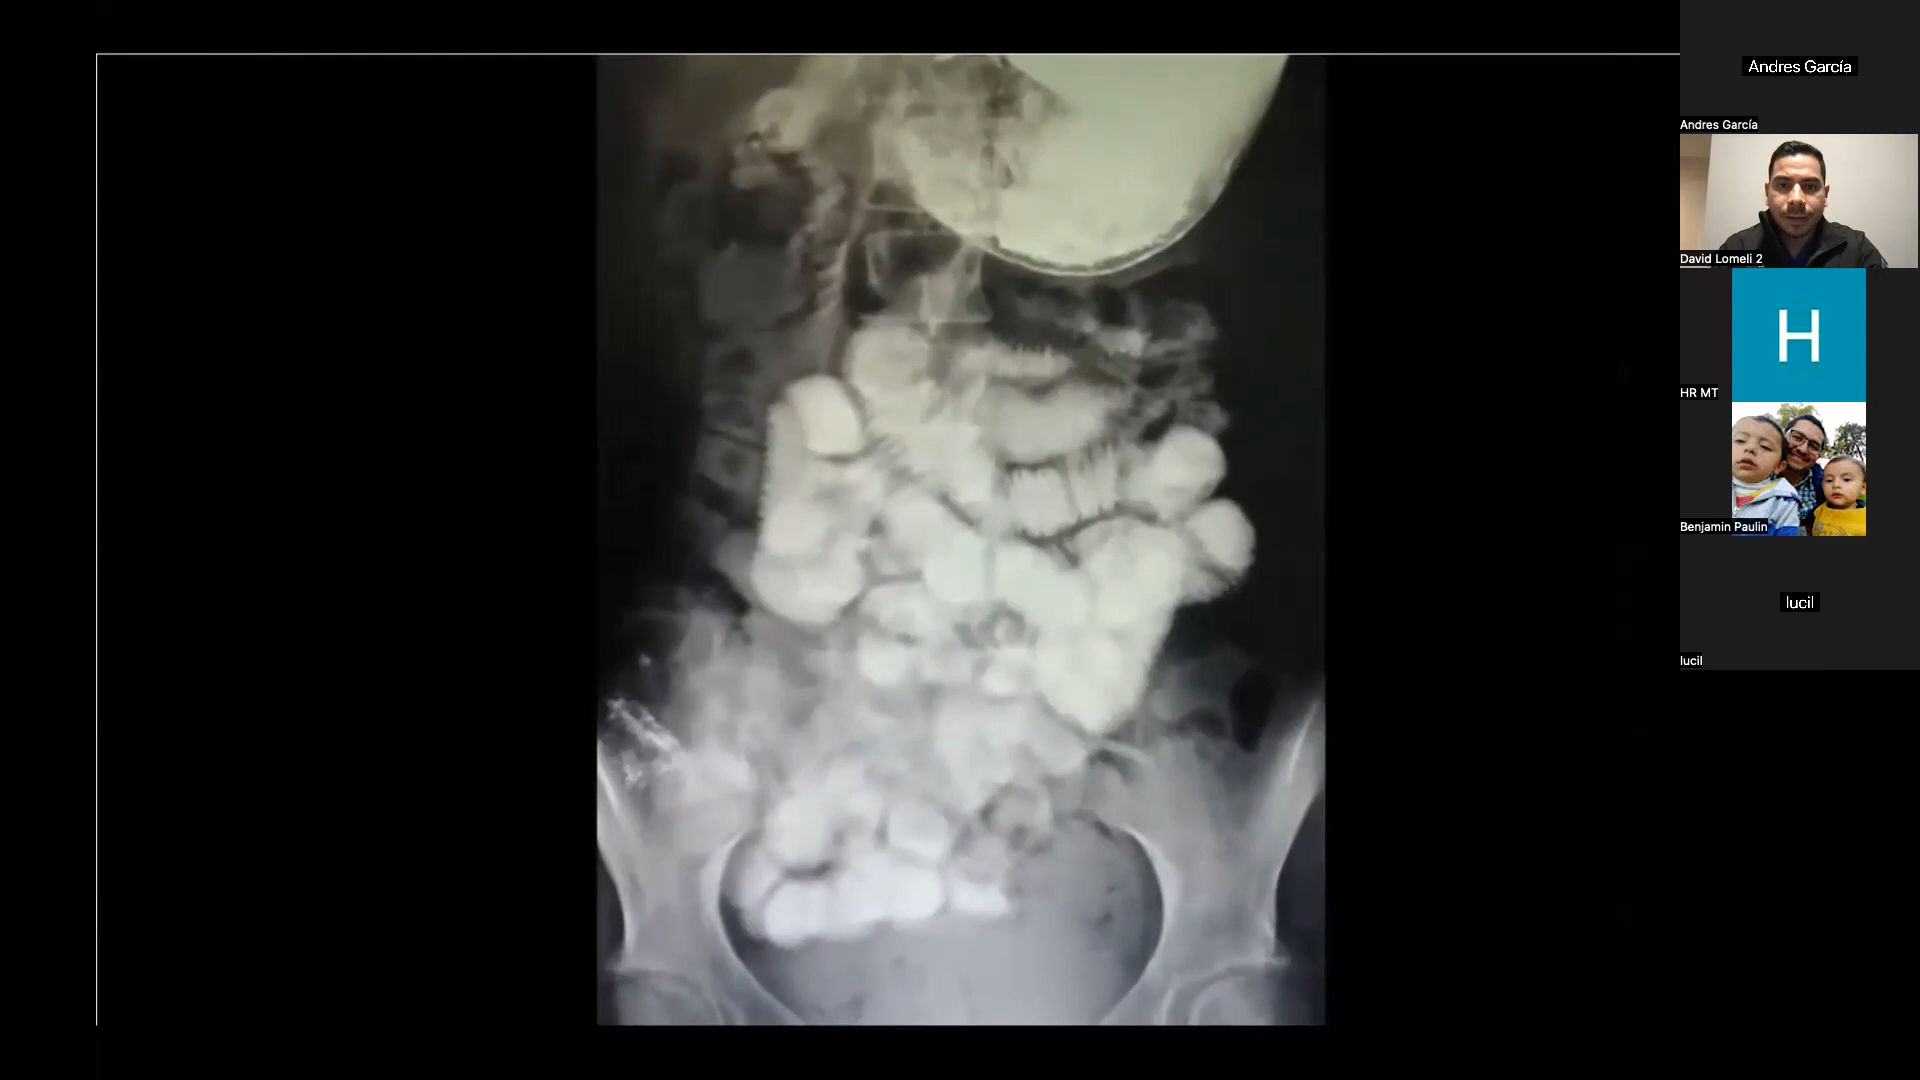 Andres García
Andres García
David Lomeli 2
H
HR MT
Benjamin Paulin
lucil
lucil